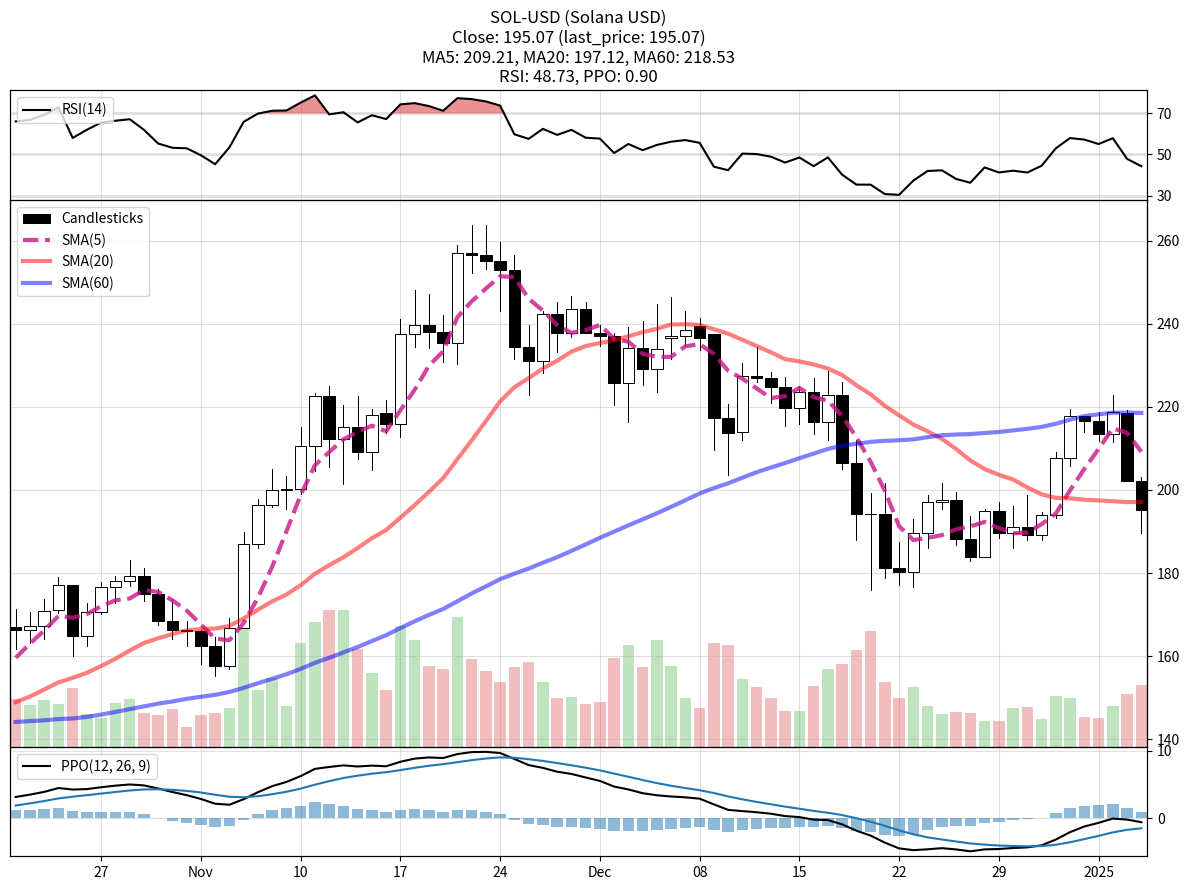 SOL-USD (Solana USD)
Close: 195.07 (last_price: 195.07)
MA5: 209.21, MA20: 197.12, MA60: 218.53
RSI: 48.73, PPO: 0.90
RSI(14)
70
50
30
Candlesticks
SMA(5)
SMA(20)
SMA(60)
260
240
220
200
180
160
140
PPO(12, 26, 9)
10
0
27 Nov 10 17 24 Dec 08 15 22 29 2025